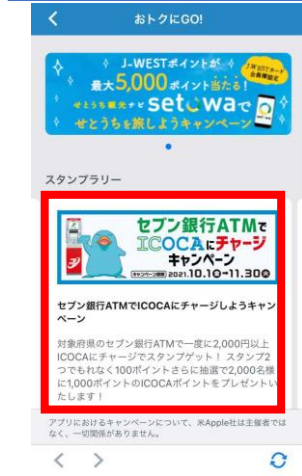 おトクにGO!
J-WESTポイントが
J-WESTカード
会員様限定
最大5,000ポイント当たる!
せとうち観光ナビ setowaで
せとうちを旅しようキャンペーン
スタンプラリー
セブン銀行ATMで
ICOCAにチャージ
キャンペーン
キャンペーン期間 2021.10.1㊎-11.30㊋
セブン銀行ATMでICOCAにチャージしようキャン
ペーン
対象府県のセブン銀行ATMで一度に2,000円以上
ICOCAにチャージでスタンプゲット! スタンプ2
つでもれなく100ポイントさらに抽選で2,000名様
に1,000ポイントのICOCAポイントをプレゼントい
たします!
アプリにおけるキャンペーンについて、米Apple社は主催者では
なく、一切関係がありません。